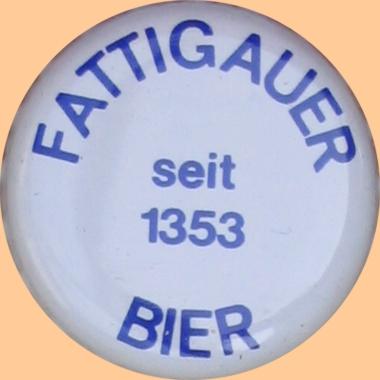 FATTIGAUER
seit
1353
BIER